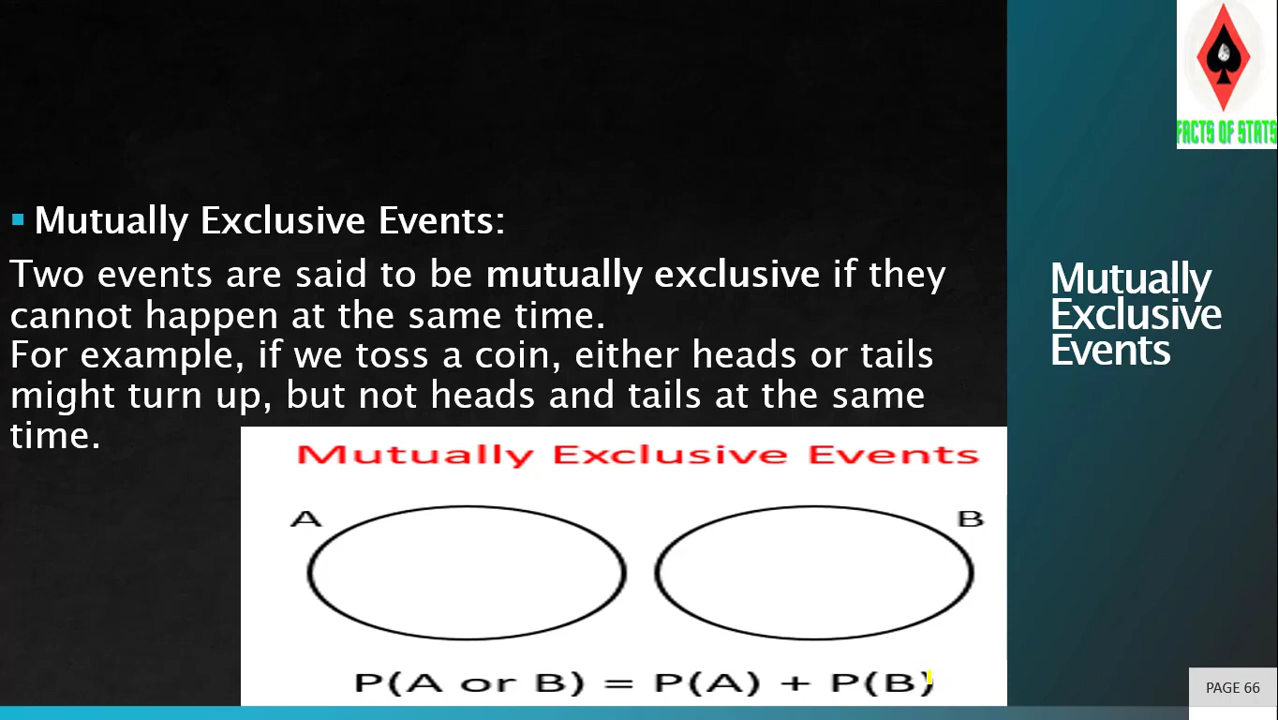 FACTS OF STATS
Mutually Exclusive Events:
Two events are said to be mutually exclusive if they
cannot happen at the same time.
For example, if we toss a coin, either heads or tails
might turn up, but not heads and tails at the same
time.
Mutually Exclusive Events
A
B
P(A or B) = P(A) + P(B)
Mutually
Exclusive
Events
PAGE 66